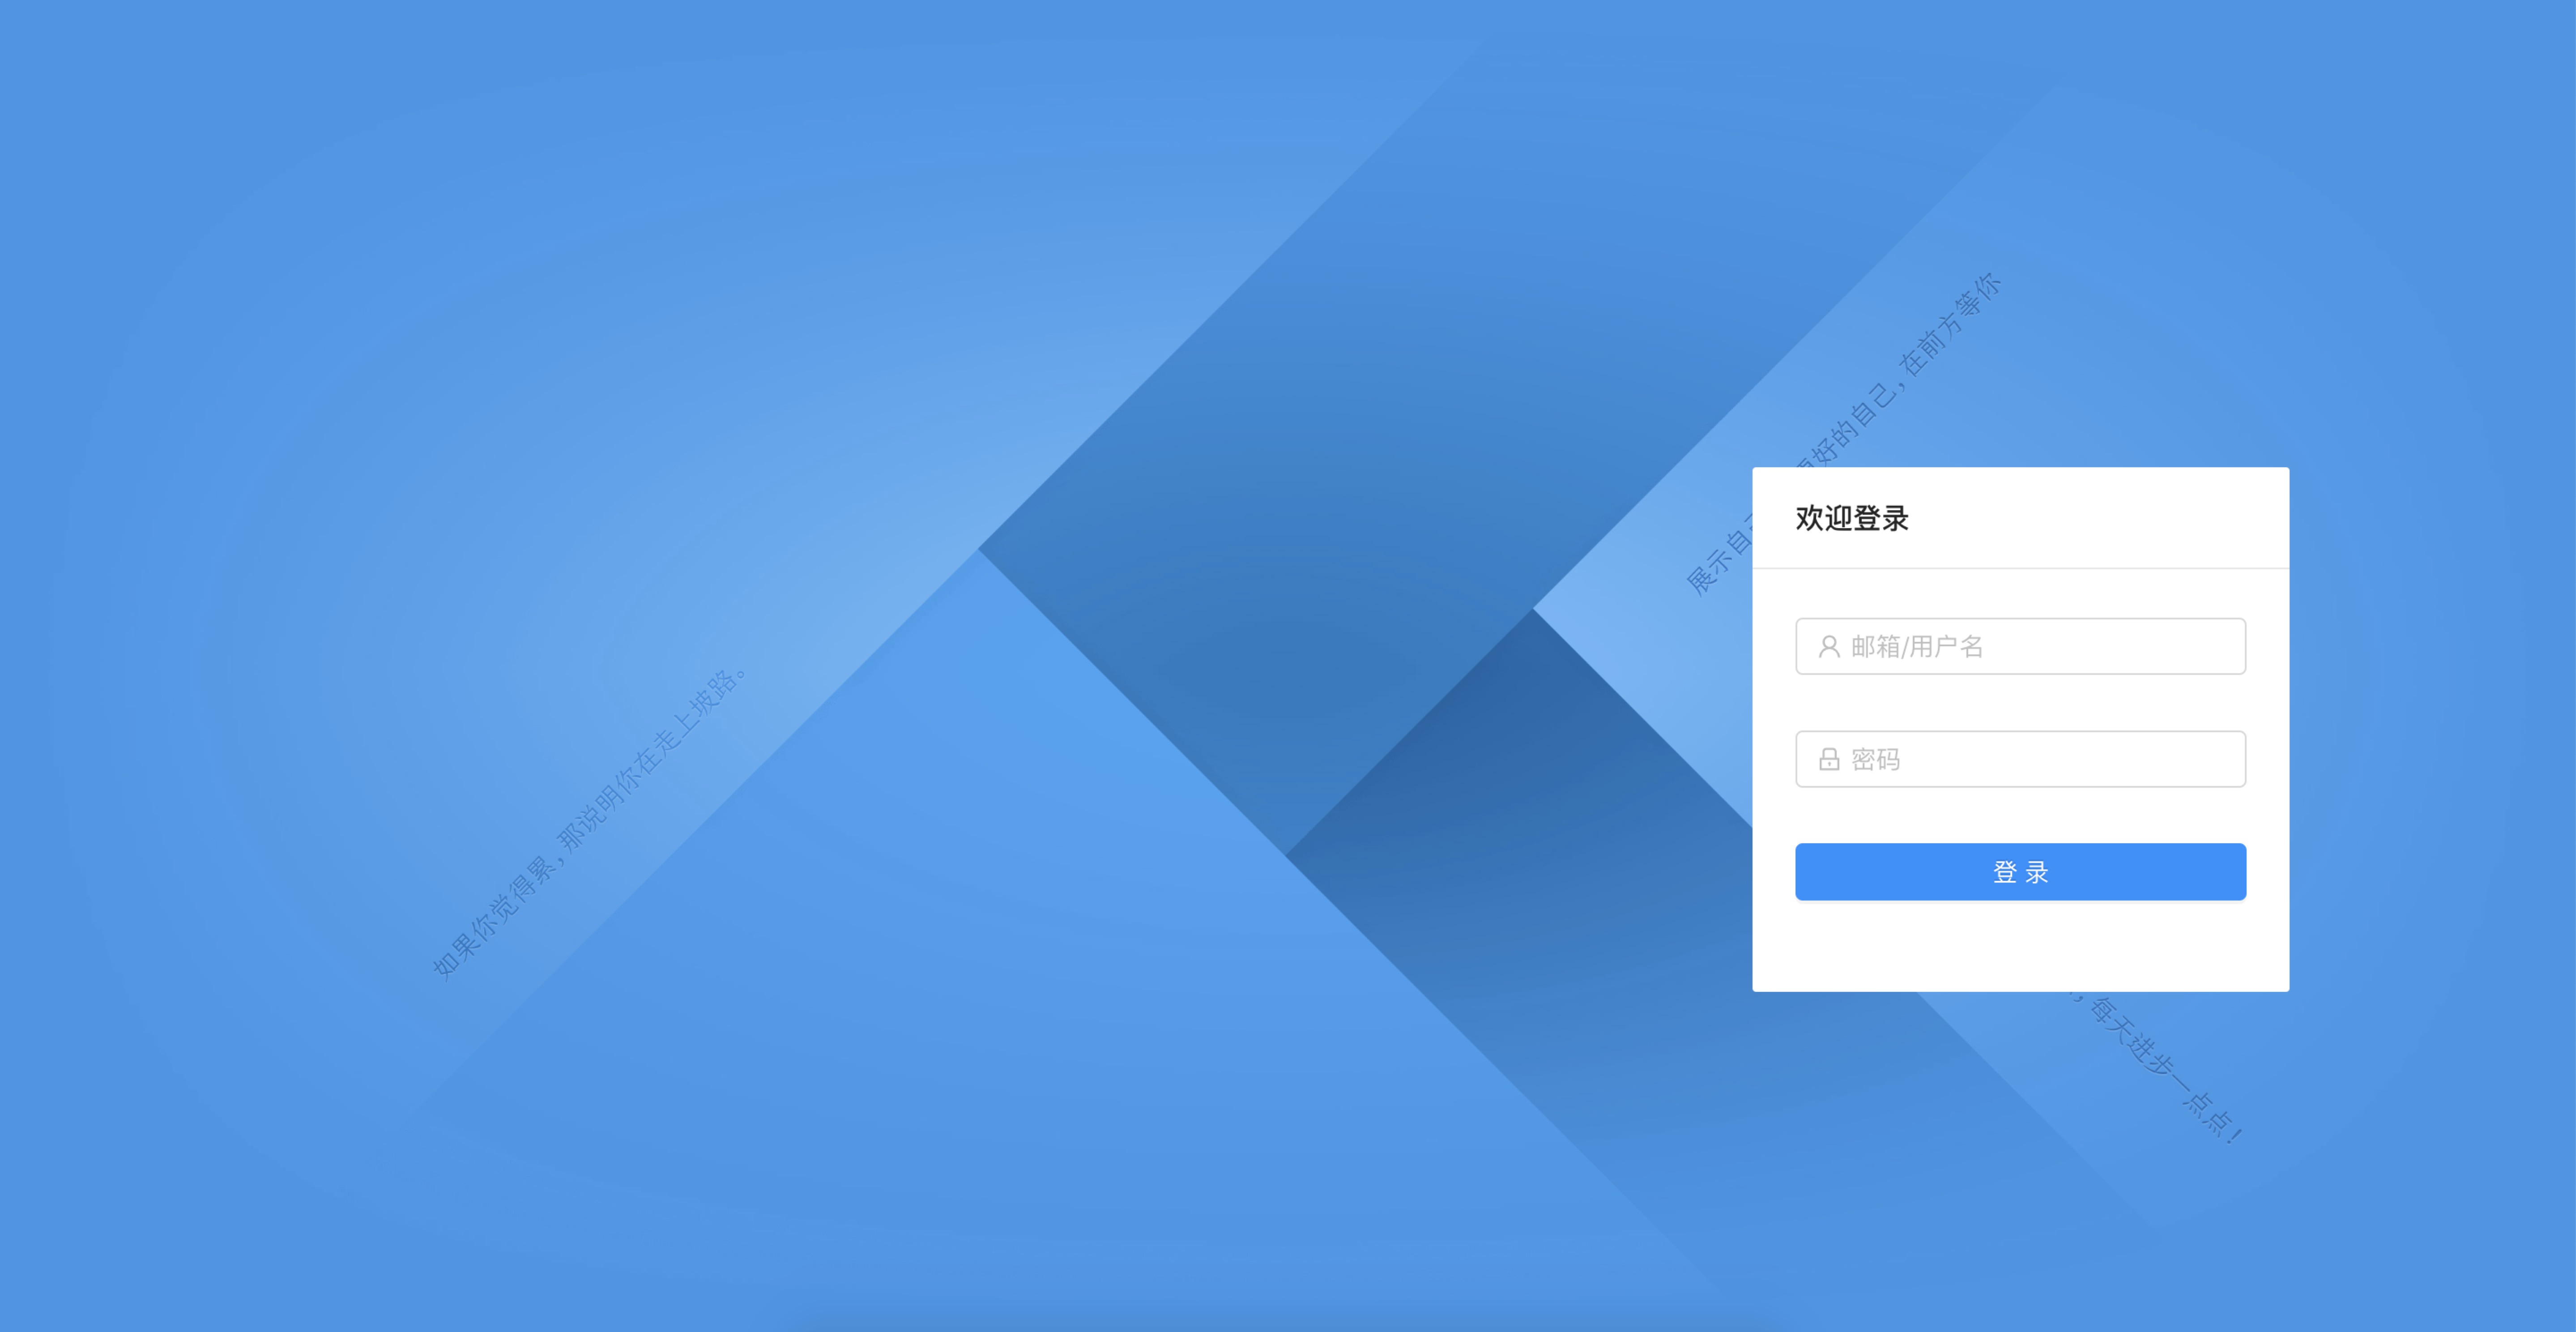 展示自
好的自己，在前方等你
欢迎登录
邮箱/用户名
密码
登 录
如果你觉得累，那说明你在走上坡路。
，每天进步一点点！